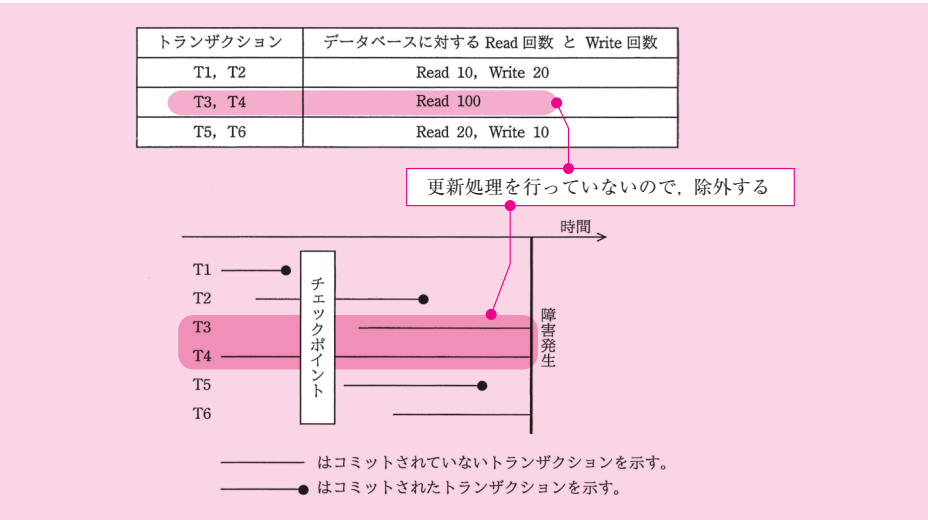 トランザクション データベースに対する Read 回数 と Write 回数
T1, T2 Read 10, Write 20
T3, T4 Read 100
T5, T6 Read 20, Write 10
更新処理を行っていないので, 除外する
時間
T1
T2
T3
T4
T5
T6
チェックポイント
障害発生
はコミットされていないトランザクションを示す。
はコミットされたトランザクションを示す。